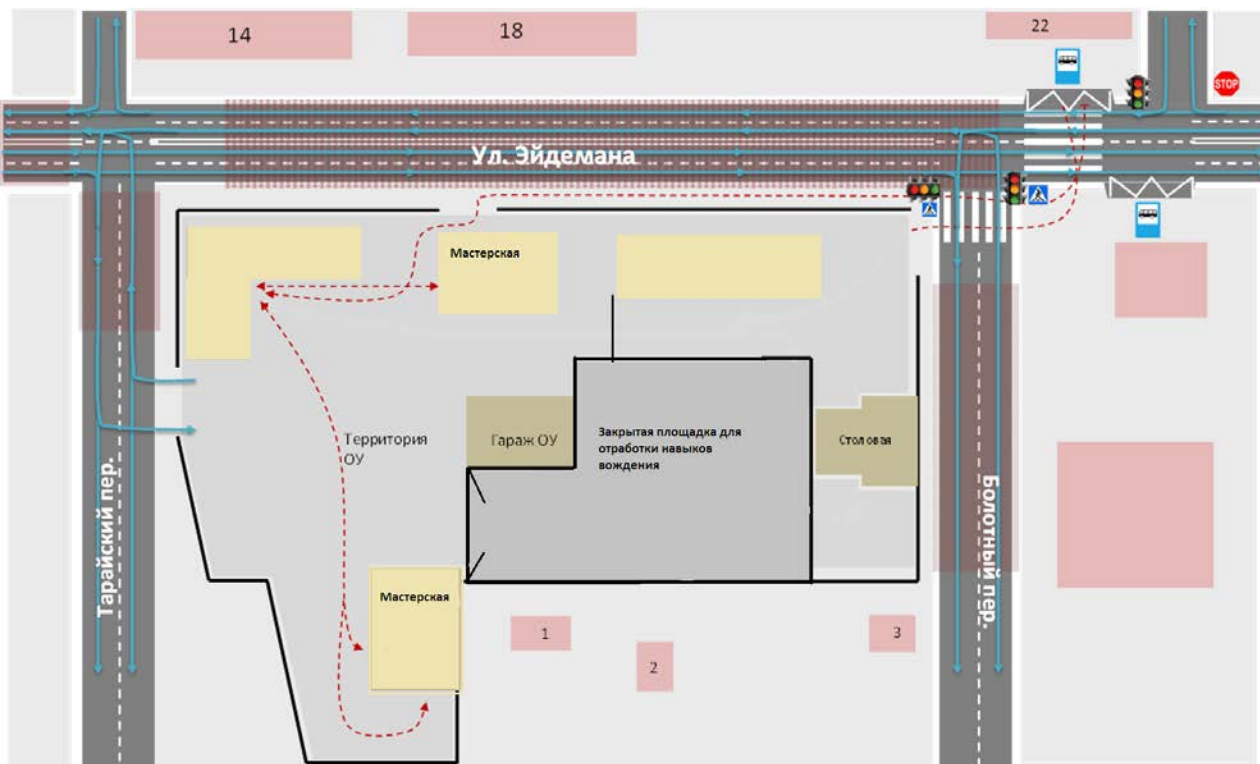 14
18
22
STOP
Ул. Эйдемана
Мастерская
Территория
ОУ
Гараж ОУ
Закрытая площадка для
отработки навыков
вождения
Столовая
Тарайский пер.
Болотный пер.
Мастерская
1
2
3